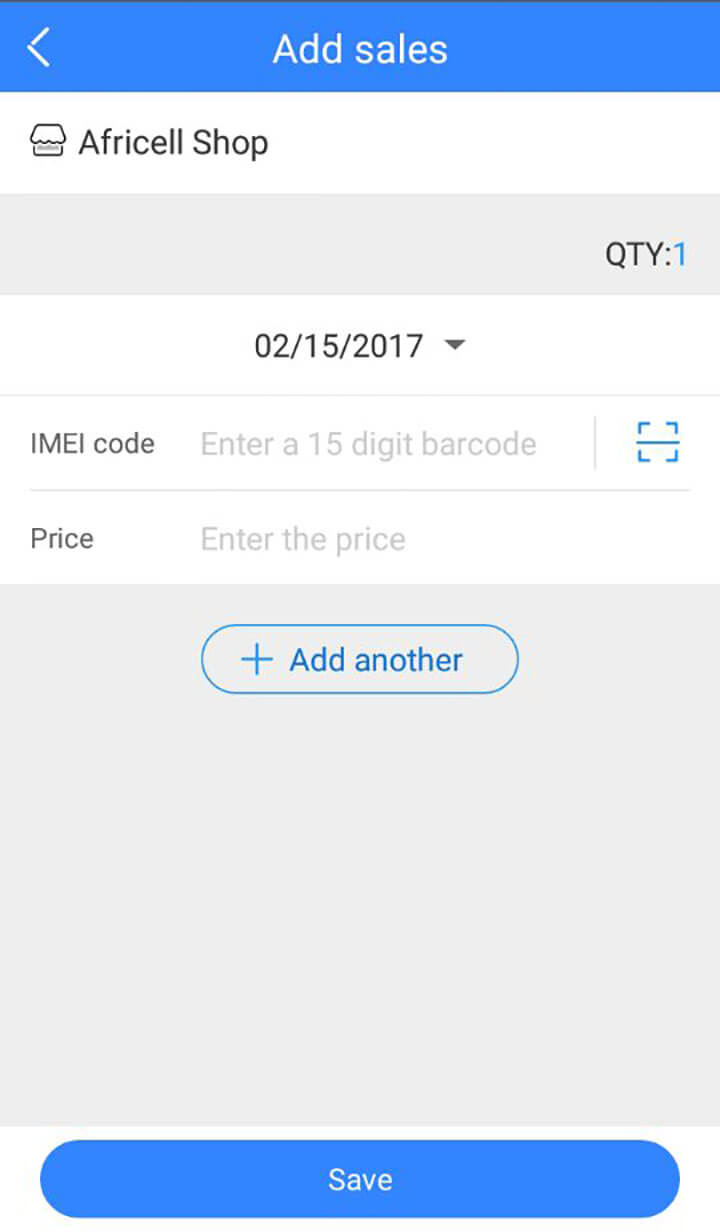 Add sales
Africell Shop
QTY:1
02/15/2017
IMEI code Enter a 15 digit barcode
Price Enter the price
Add another
Save